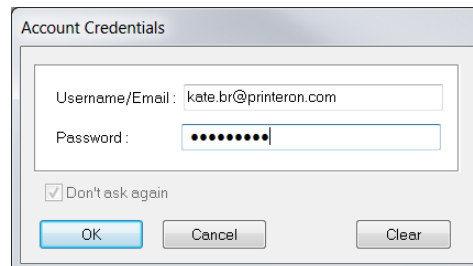 Account Credentials
Username/Email : kate.br@printeron.com
Password : •••••••••
Don't ask again
OK Cancel Clear